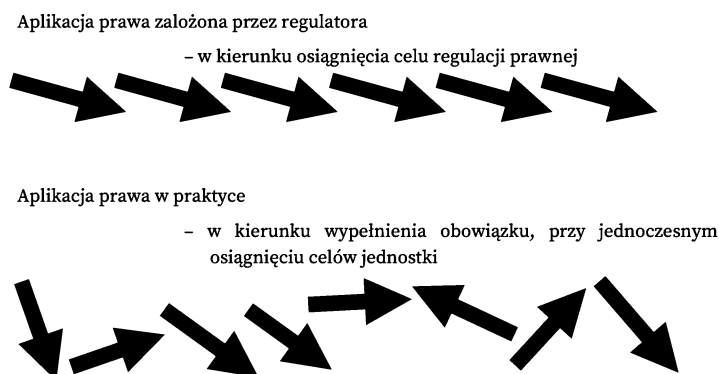 Aplikacja prawa założona przez regulatora
– w kierunku osiągnięcia celu regulacji prawnej
Aplikacja prawa w praktyce
– w kierunku wypełnienia obowiązku, przy jednoczesnym
osiągnięciu celów jednostki